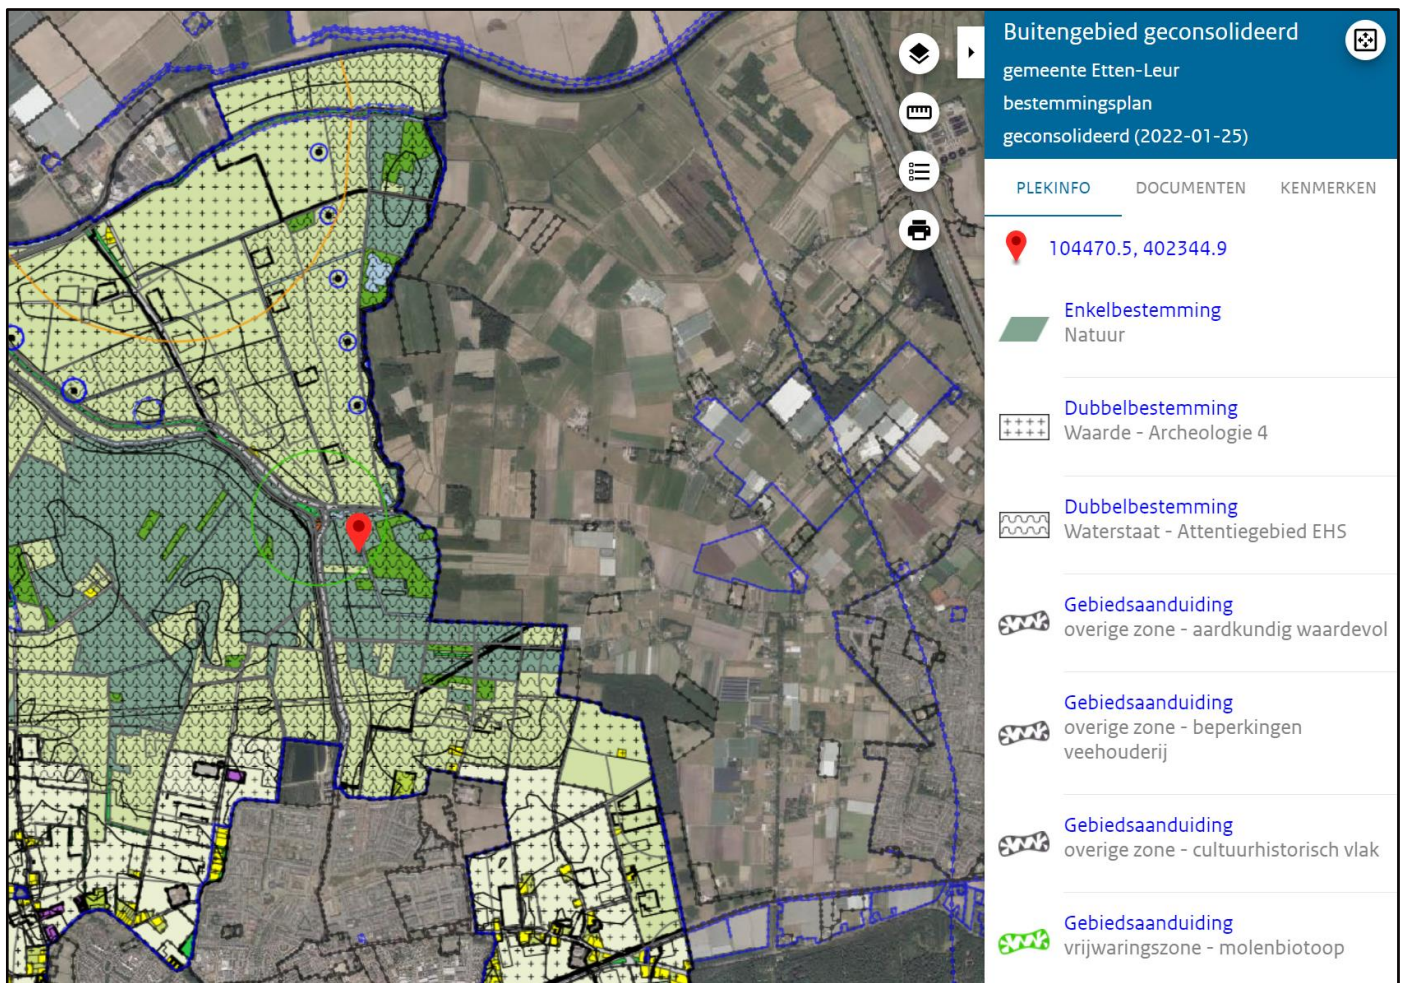 Buitengebied geconsolideerd
gemeente Etten-Leur
bestemmingsplan
geconsolideerd (2022-01-25)
PLEKINFO DOCUMENTEN KENMERKEN
104470.5, 402344.9
Enkelbestemming
Natuur
Dubbelbestemming
Waarde - Archeologie 4
Dubbelbestemming
Waterstaat - Attentiegebied EHS
Gebiedsaanduiding
overige zone - aardkundig waardevol
Gebiedsaanduiding
overige zone - beperkingen
veehouderij
Gebiedsaanduiding
overige zone - cultuurhistorisch vlak
Gebiedsaanduiding
vrijwaringszone - molenbiotoop